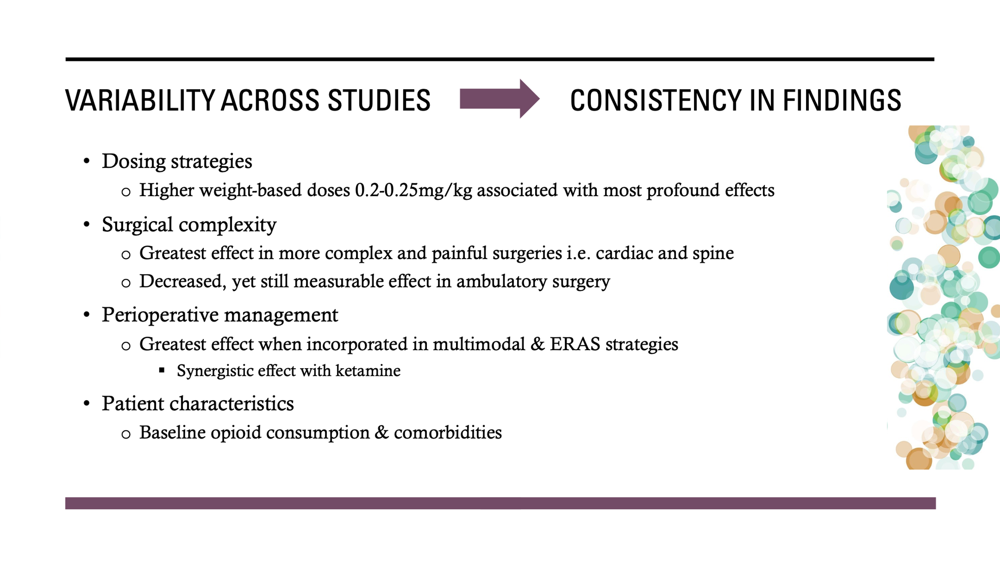 VARIABILITY ACROSS STUDIES CONSISTENCY IN FINDINGS
• Dosing strategies
o Higher weight-based doses 0.2-0.25mg/kg associated with most profound effects
• Surgical complexity
o Greatest effect in more complex and painful surgeries i.e. cardiac and spine
o Decreased, yet still measurable effect in ambulatory surgery
• Perioperative management
o Greatest effect when incorporated in multimodal & ERAS strategies
▪ Synergistic effect with ketamine
• Patient characteristics
o Baseline opioid consumption & comorbidities